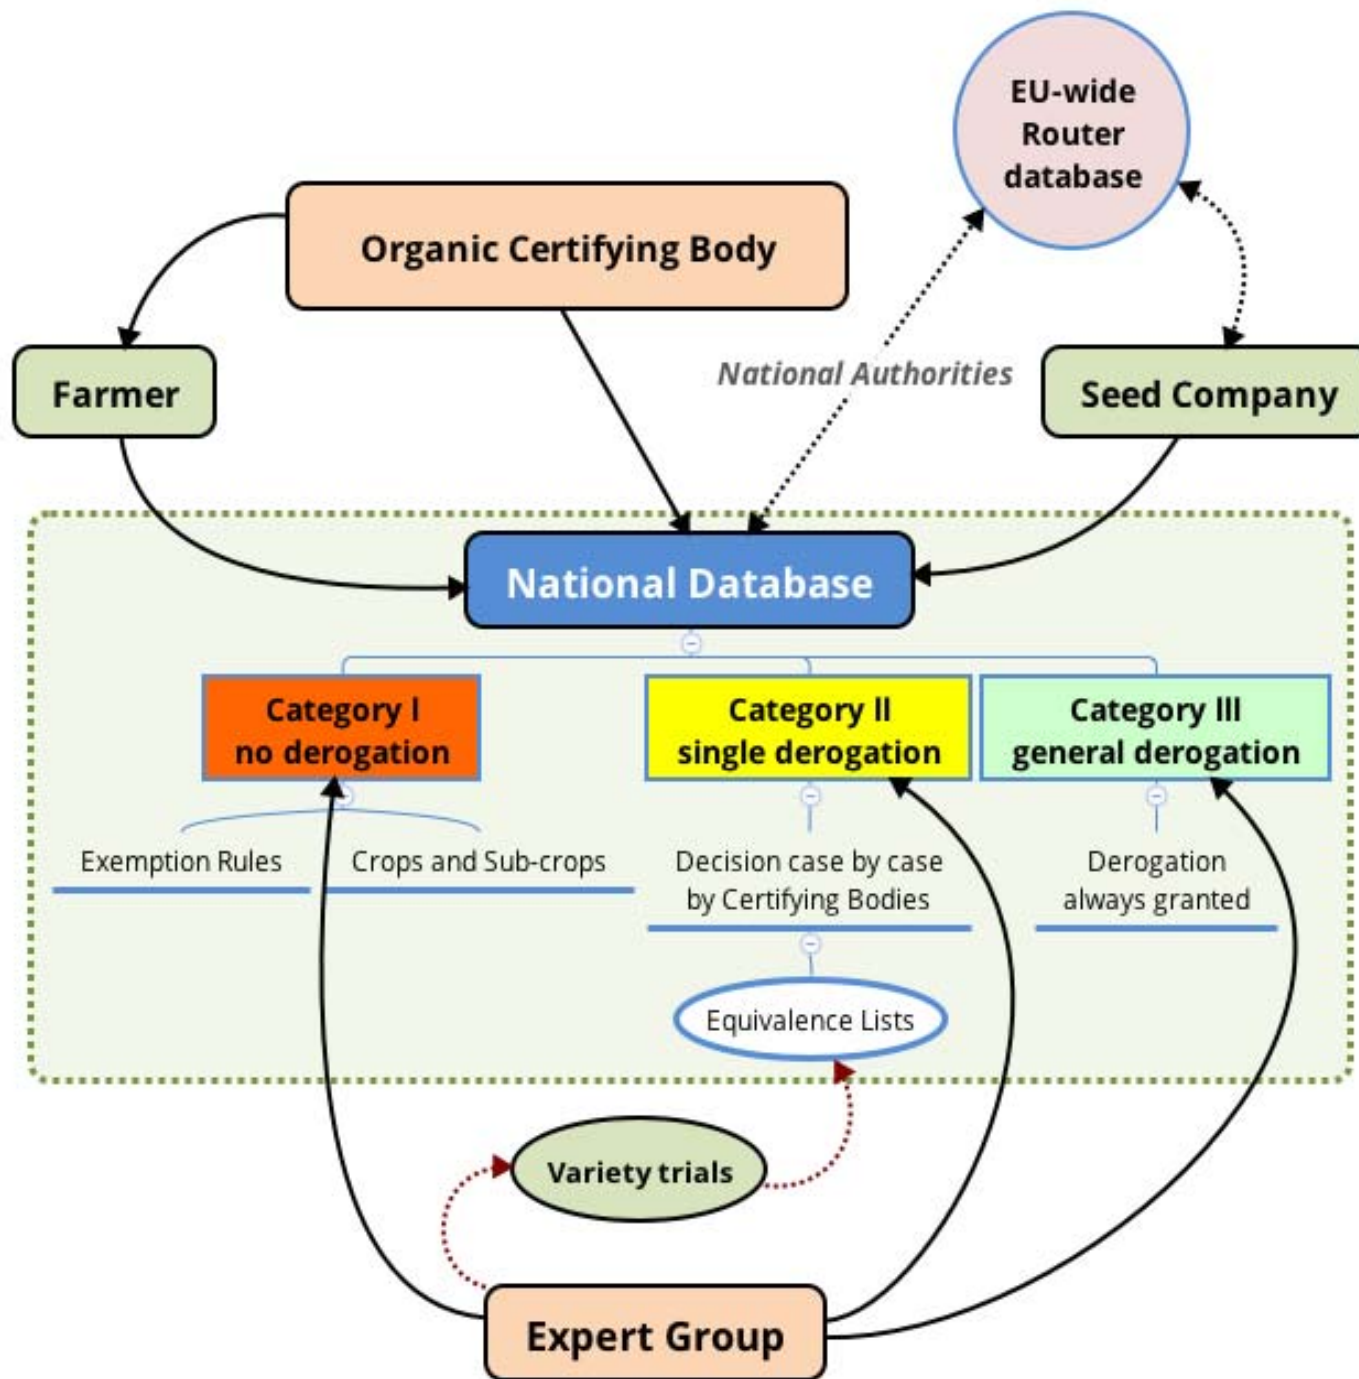 EU-wide
Router
database
Organic Certifying Body
National Authorities
Farmer
Seed Company
National Database
Category I
no derogation
Category II
single derogation
Category III
general derogation
Exemption Rules
Crops and Sub-crops
Decision case by case
by Certifying Bodies
Derogation
always granted
Equivalence Lists
Variety trials
Expert Group